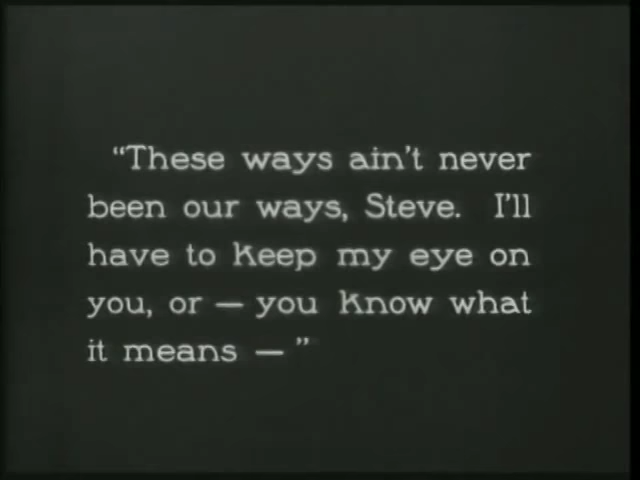 “These ways ain't never
been our ways, Steve. I'll
have to keep my eye on
you, or — you know what
it means — ”